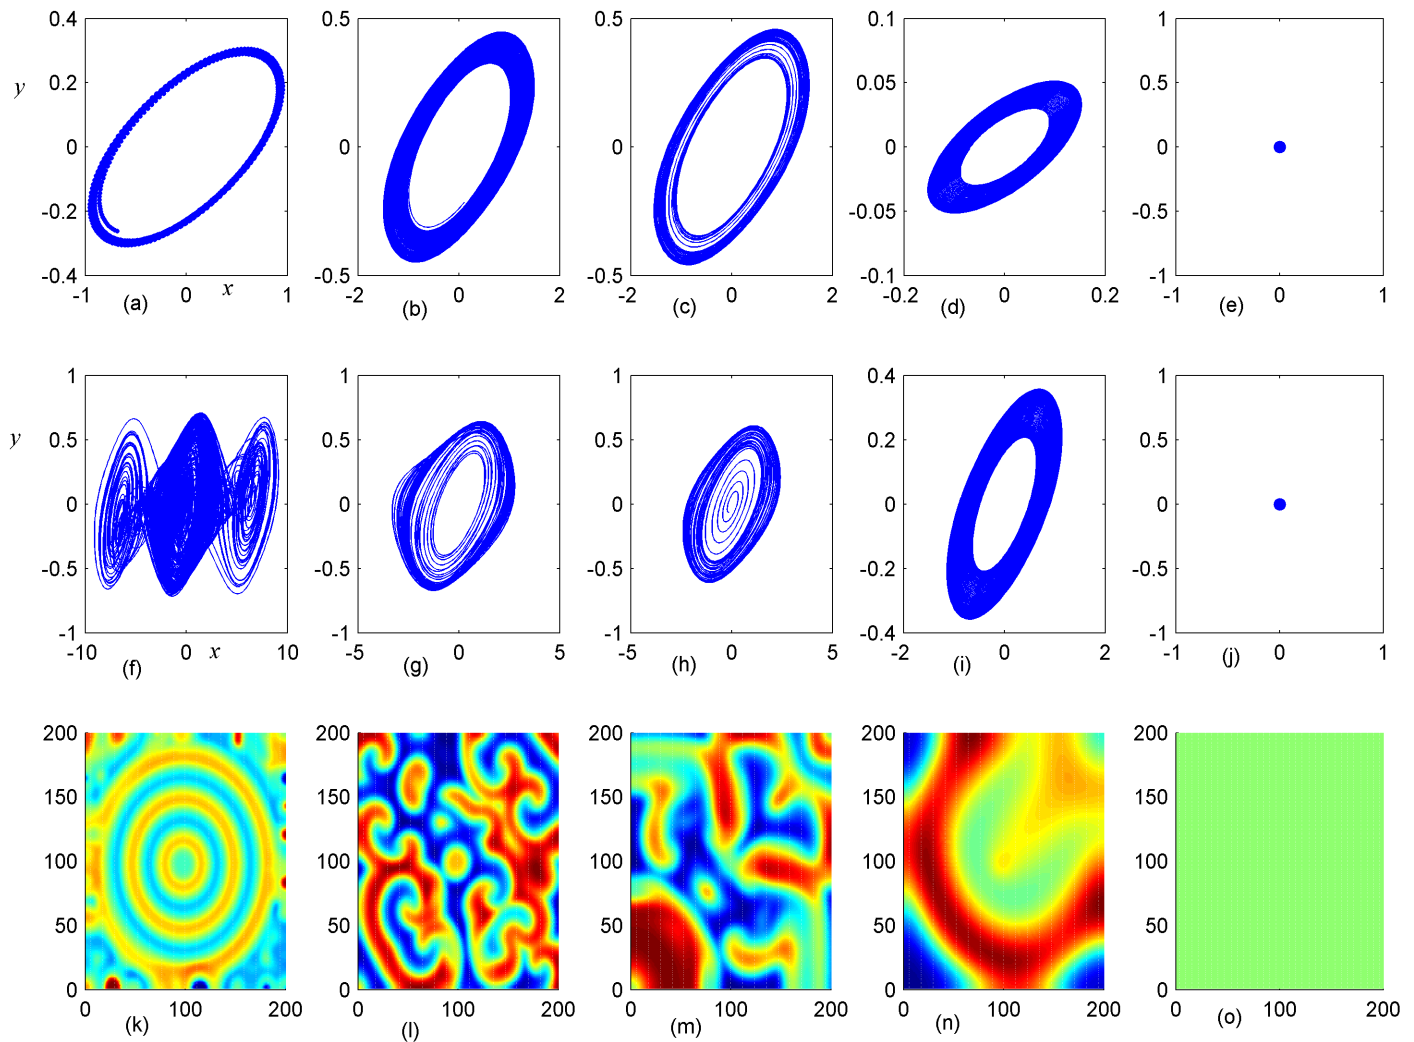 0.4 0.5 0.5 0.1 1
0.2 0.05 0.5
y 0 0 0 0 0
-0.2 -0.05 -0.5
-0.4 -0.5 -0.5 -0.1 -1
-1 0 x 1 -2 0 2 -2 0 2 -0.2 0 0.2 -1 0 1
(a) (b) (c) (d) (e)
1 1 1 0.4 1
0.5 0.5 0.5 0.2 0.5
y 0 0 0 0 0
-0.5 -0.5 -0.5 -0.2 -0.5
-1 -1 -1 -0.4 -1
-10 0 x 10 -5 0 5 -5 0 5 -2 0 2 -1 0 1
(f) (g) (h) (i) (j)
200 200 200 200 200
150 150 150 150 150
100 100 100 100 100
50 50 50 50 50
0 0 0 0 0
0 100 200 0 100 200 0 100 200 0 100 200 0 100 200
(k) (l) (m) (n) (o)